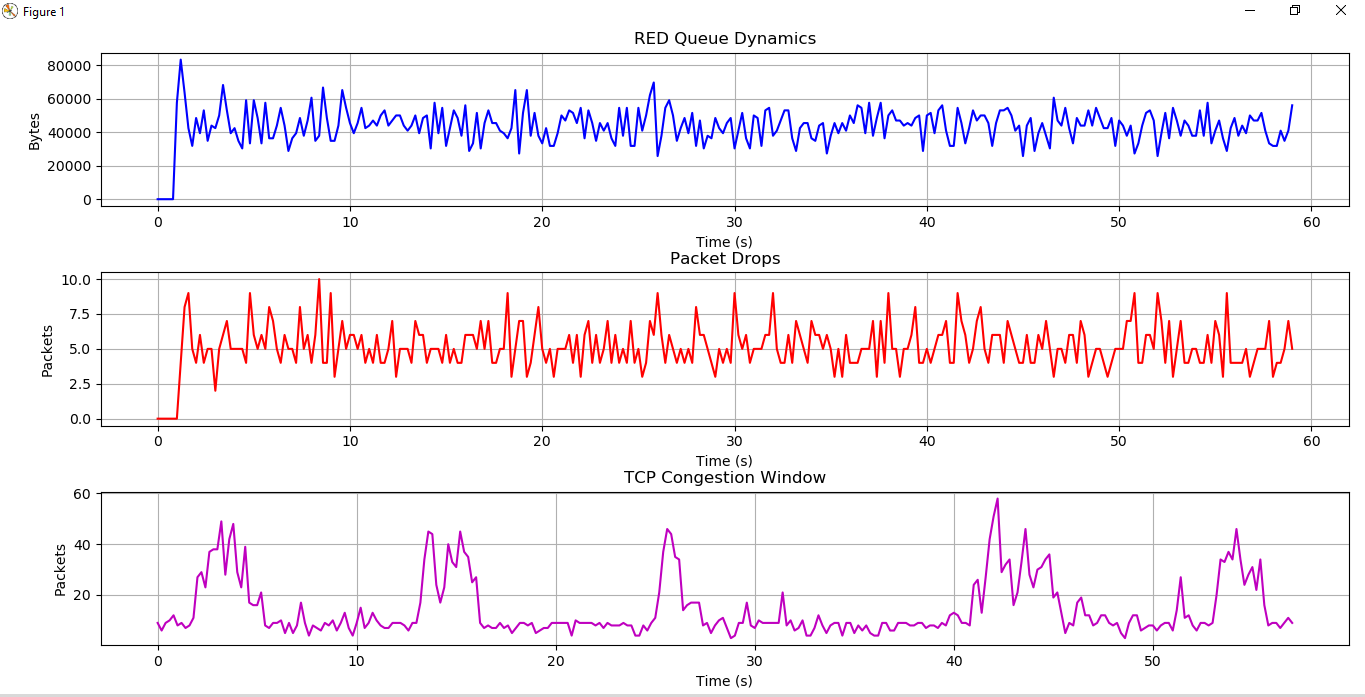 Figure 1
RED Queue Dynamics
80000
60000
40000
20000
0
Bytes
0 10 20 30 40 50 60
Time (s)
Packet Drops
10.0
7.5
5.0
2.5
0.0
Packets
0 10 20 30 40 50 60
Time (s)
TCP Congestion Window
60
40
20
Packets
0 10 20 30 40 50
Time (s)